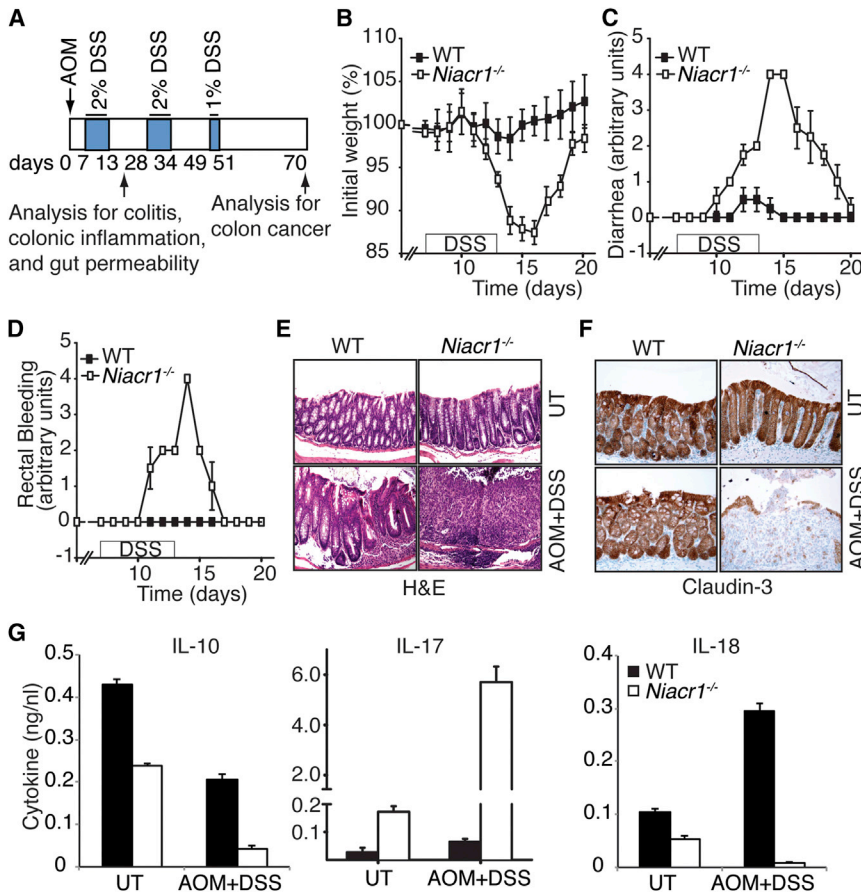 A
AOM
2% DSS
2% DSS
1% DSS
days 0 7 13 28 34 49 51 70
Analysis for colitis,
colonic inflammation,
and gut permeability
Analysis for
colon cancer
B
WT
Niacr1-/-
Initial weight (%)
110
105
100
95
90
85
DSS
10 15 20
Time (days)
C
WT
Niacr1-/-
Diarrhea (arbitrary units)
5
4
3
2
1
0
-1
DSS
10 15 20
Time (days)
D
WT
Niacr1-/-
Rectal Bleeding
(arbitrary units)
5
4
3
2
1
0
-1
DSS
10 15 20
Time (days)
E
WT Niacr1-/-
UT
AOM+DSS
H&E
F
WT Niacr1-/-
UT
AOM+DSS
Claudin-3
G
Cytokine (ng/nl)
IL-10
0.5
0.4
0.3
0.2
0.1
0
UT AOM+DSS
IL-17
6.0
4.0
2.0
0.2
0.1
UT AOM+DSS
IL-18
WT
Niacr1-/-
0.4
0.3
0.2
0.1
0
UT AOM+DSS